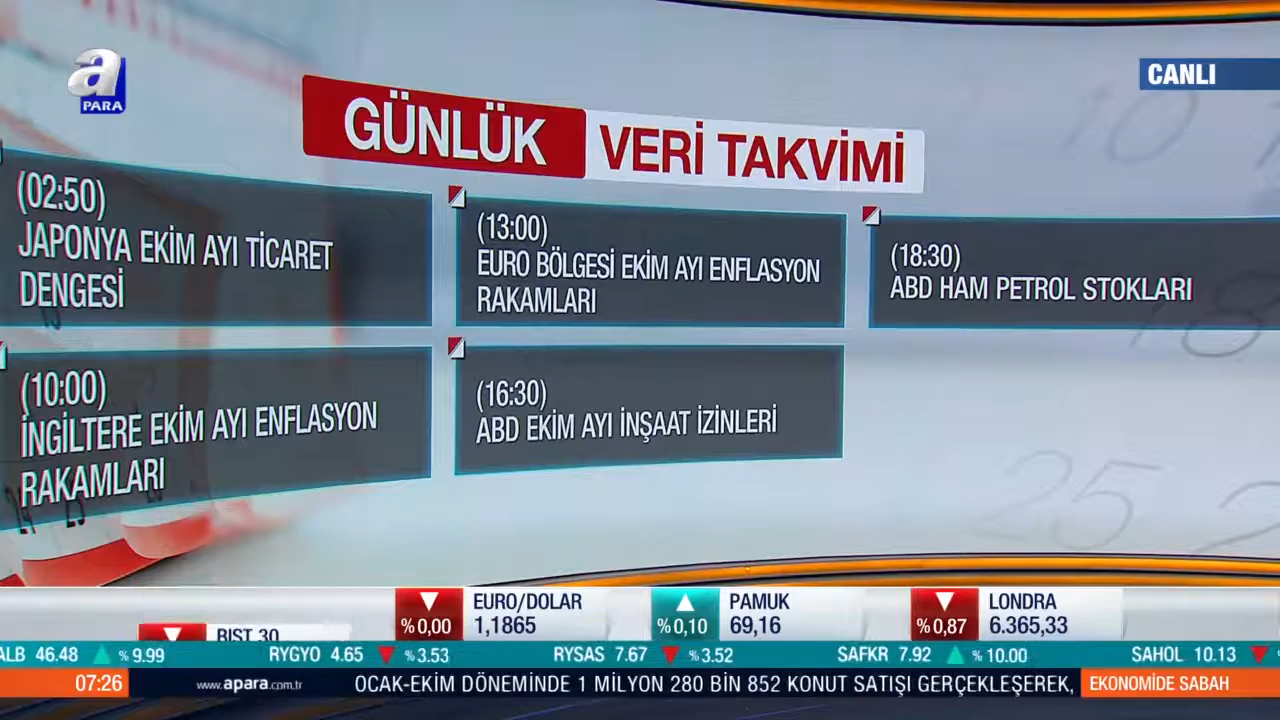 a
PARA
CANLI
GÜNLÜK VERİ TAKVİMİ
(02:50)
JAPONYA EKİM AYI TİCARET
DENGESİ
(10:00)
İNGİLTERE EKİM AYI ENFLASYON
RAKAMLARI
(13:00)
EURO BÖLGESİ EKİM AYI ENFLASYON
RAKAMLARI
(16:30)
ABD EKİM AYI İNŞAAT İZİNLERİ
(18:30)
ABD HAM PETROL STOKLARI
BIST 30
%0,00 EURO/DOLAR
1,1865
%0,10 PAMUK
69,16
%0,87 LONDRA
6.365,33
ALB 46.48 %9.99 RYGYO 4.65 %3.53 RYSAS 7.67 %3.52 SAFKR 7.92 %10.00 SAHOL 10.13 %
07:26 www.apara.com.tr OCAK-EKİM DÖNEMİNDE 1 MİLYON 280 BİN 852 KONUT SATIŞI GERÇEKLEŞEREK, EKONOMİDE SABAH